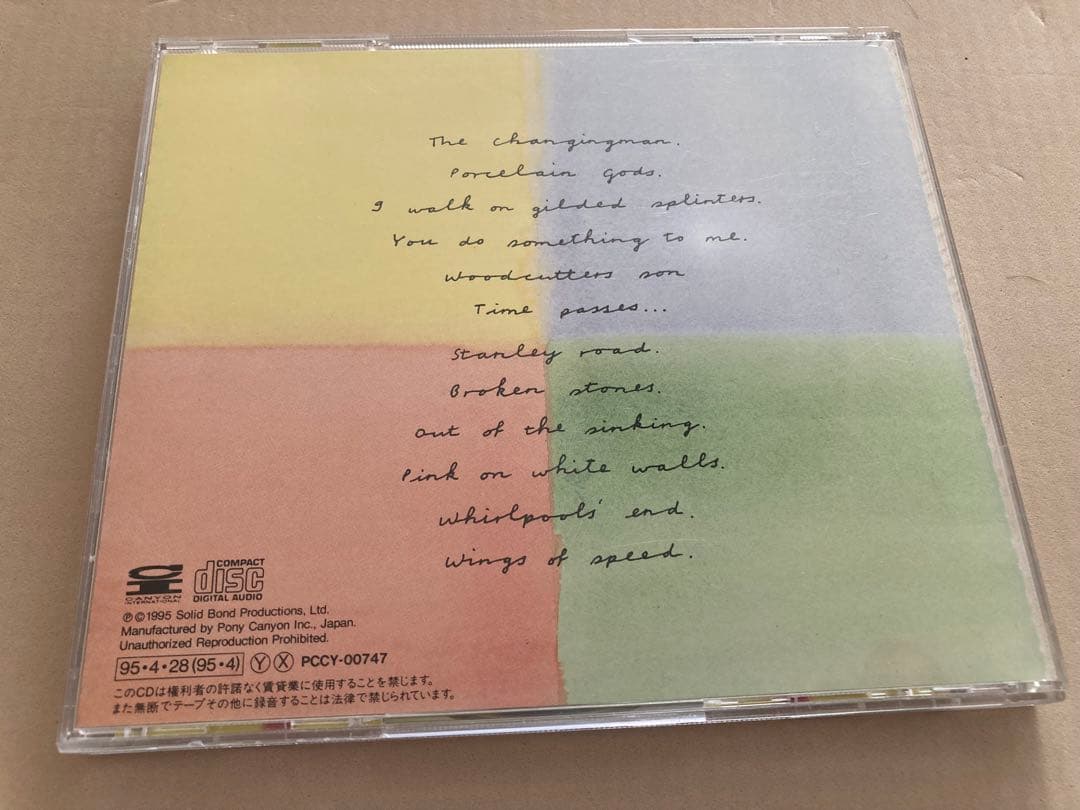 The changingman.
Porcelain gods.
I walk on gilded splinters.
You do something to me.
Woodcutters son
Time passes...
Stanley road.
Broken stones.
Out of the sinking.
Pink on white walls.
Whirlpools' end.
Wings of speed.
CANYON
INTERNATIONAL
COMPACT
disc
DIGITAL AUDIO
Ⓟ©1995 Solid Bond Productions, Ltd.
Manufactured by Pony Canyon Inc., Japan.
Unauthorized Reproduction Prohibited.
95・4・28(95・4) Ⓨ Ⓧ PCCY-00747
このCDは権利者の許諾なく賃貸業に使用することを禁じます。
また無断でテープその他に録音することは法律で禁じられています。